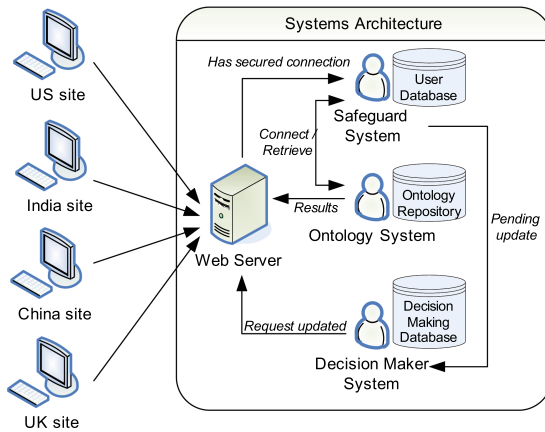 Systems Architecture
US site
India site
China site
UK site
Has secured connection
User
Database
Safeguard
System
Connect /
Retrieve
Web Server
Results
Ontology
Repository
Ontology System
Pending
update
Request updated
Decision
Making
Database
Decision Maker
System